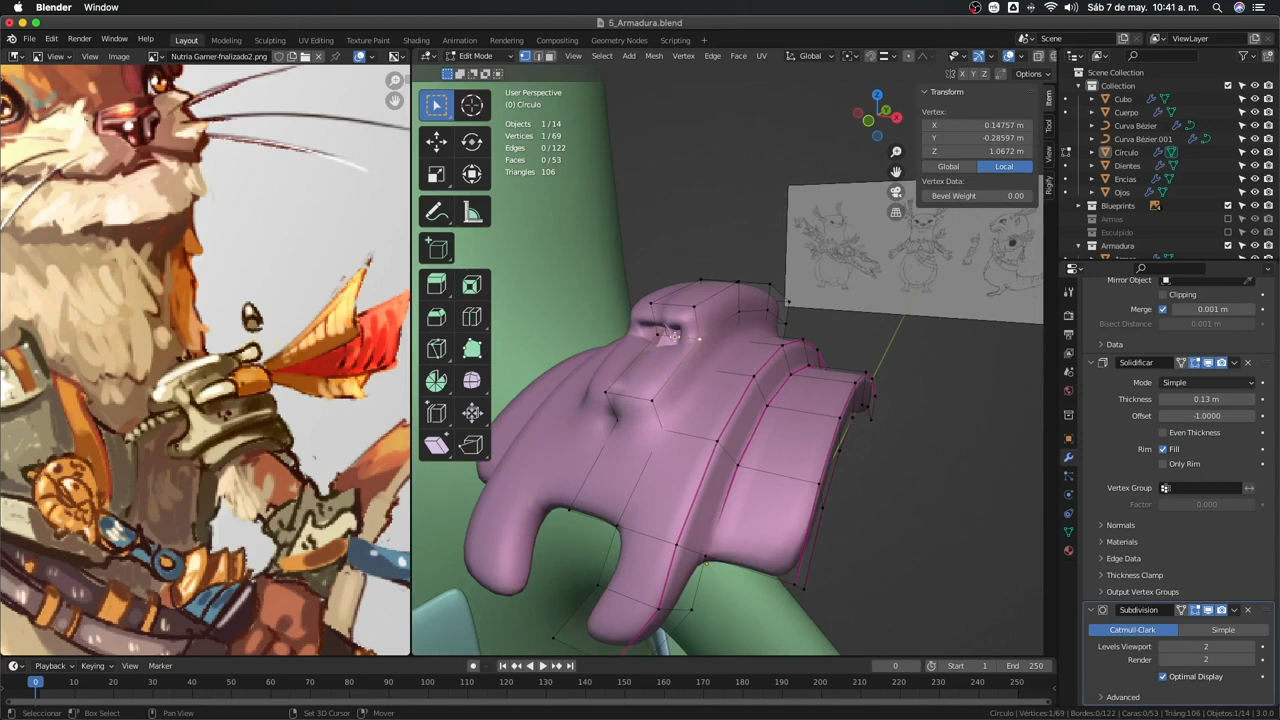 Blender Window Sáb 7 de may. 10:41 a. m.
5_Armadura.blend
File Edit Render Window Help Layout Modeling Sculpting UV Editing Texture Paint Shading Animation Rendering Compositing Geometry Nodes Scripting + Scene ViewLayer
View View Image Nutria Gamer-fnalizado2.png Edit Mode View Select Add Mesh Vertex Edge Face UV Global
X Y Z Options
User Perspective
(0) Círculo
Objects 1/14
Vertices 1/69
Edges 0/122
Faces 0/53
Triangles 106
Z
Y
X
Transform
Vertex:
X 0.14757 m
Y -0.28597 m
Z 1.0672 m
Global Local
Vertex Data:
Bevel Weight 0.00
Item
Tool
View
Rigify
Scene Collection
Collection
Cubo
Cuerpo
Curva Bézier
Curva Bézier.001
Círculo
Dientes
Encias
Ojos
Blueprints
Armas
Esculpido
Armadura
Mirror Object
Clipping
Merge 0.001 m
Bisect Distance 0.001 m
Data
Solidificar
Mode Simple
Thickness 0.13 m
Offset -1.0000
Even Thickness
Rim Fill
Only Rim
Vertex Group
Factor 0.000
Normals
Materials
Edge Data
Thickness Clamp
Output Vertex Groups
Subdivision
Catmull-Clark Simple
Levels Viewport 2
Render 2
Optimal Display
Advanced
Playback Keying View Marker 0 Start 1 End 250
0 10 20 30 40 50 60 70 80 90 100 110 120 130 140 150 160 170 180 190 200 210 220 230 240 250
Seleccionar Box Select Pan View Set 3D Cursor Mover Círculo | Vértices:1/69 | Bordes:0/122 | Caras:0/53 | Triáng:106 | Objetos:1/14 | 3.0.0